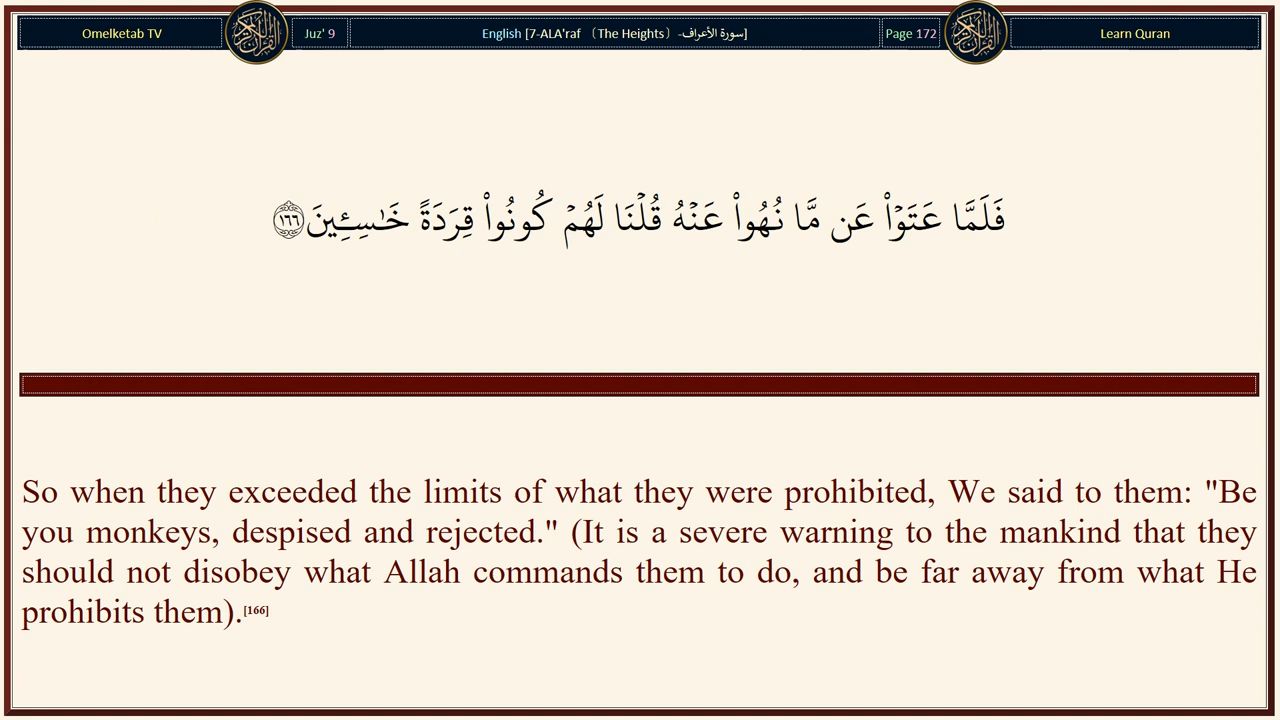 Omelketab TV
Juz' 9
English [7-ALA'raf （The Heights） -سورة الأعراف]
Page 172
Learn Quran
فَلَمَّا عَتَوۡاْ عَن مَّا نُهُواْ عَنۡهُ قُلۡنَا لَهُمۡ كُونُواْ قِرَدَةً خَٰسِـِٔينَ ١٦٦
So when they exceeded the limits of what they were prohibited, We said to them: "Be
you monkeys, despised and rejected." (It is a severe warning to the mankind that they
should not disobey what Allah commands them to do, and be far away from what He
prohibits them).[166]